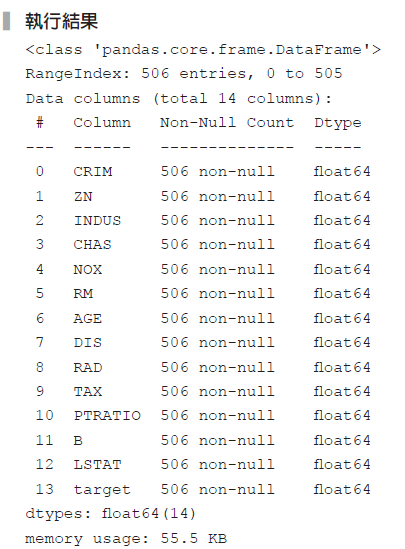 執行結果
<class 'pandas.core.frame.DataFrame'>
RangeIndex: 506 entries, 0 to 505
Data columns (total 14 columns):
 #   Column   Non-Null Count  Dtype
---  ------   --------------  -----
 0   CRIM     506 non-null    float64
 1   ZN       506 non-null    float64
 2   INDUS    506 non-null    float64
 3   CHAS     506 non-null    float64
 4   NOX      506 non-null    float64
 5   RM       506 non-null    float64
 6   AGE      506 non-null    float64
 7   DIS      506 non-null    float64
 8   RAD      506 non-null    float64
 9   TAX      506 non-null    float64
 10  PTRATIO  506 non-null    float64
 11  B        506 non-null    float64
 12  LSTAT    506 non-null    float64
 13  target   506 non-null    float64
dtypes: float64(14)
memory usage: 55.5 KB